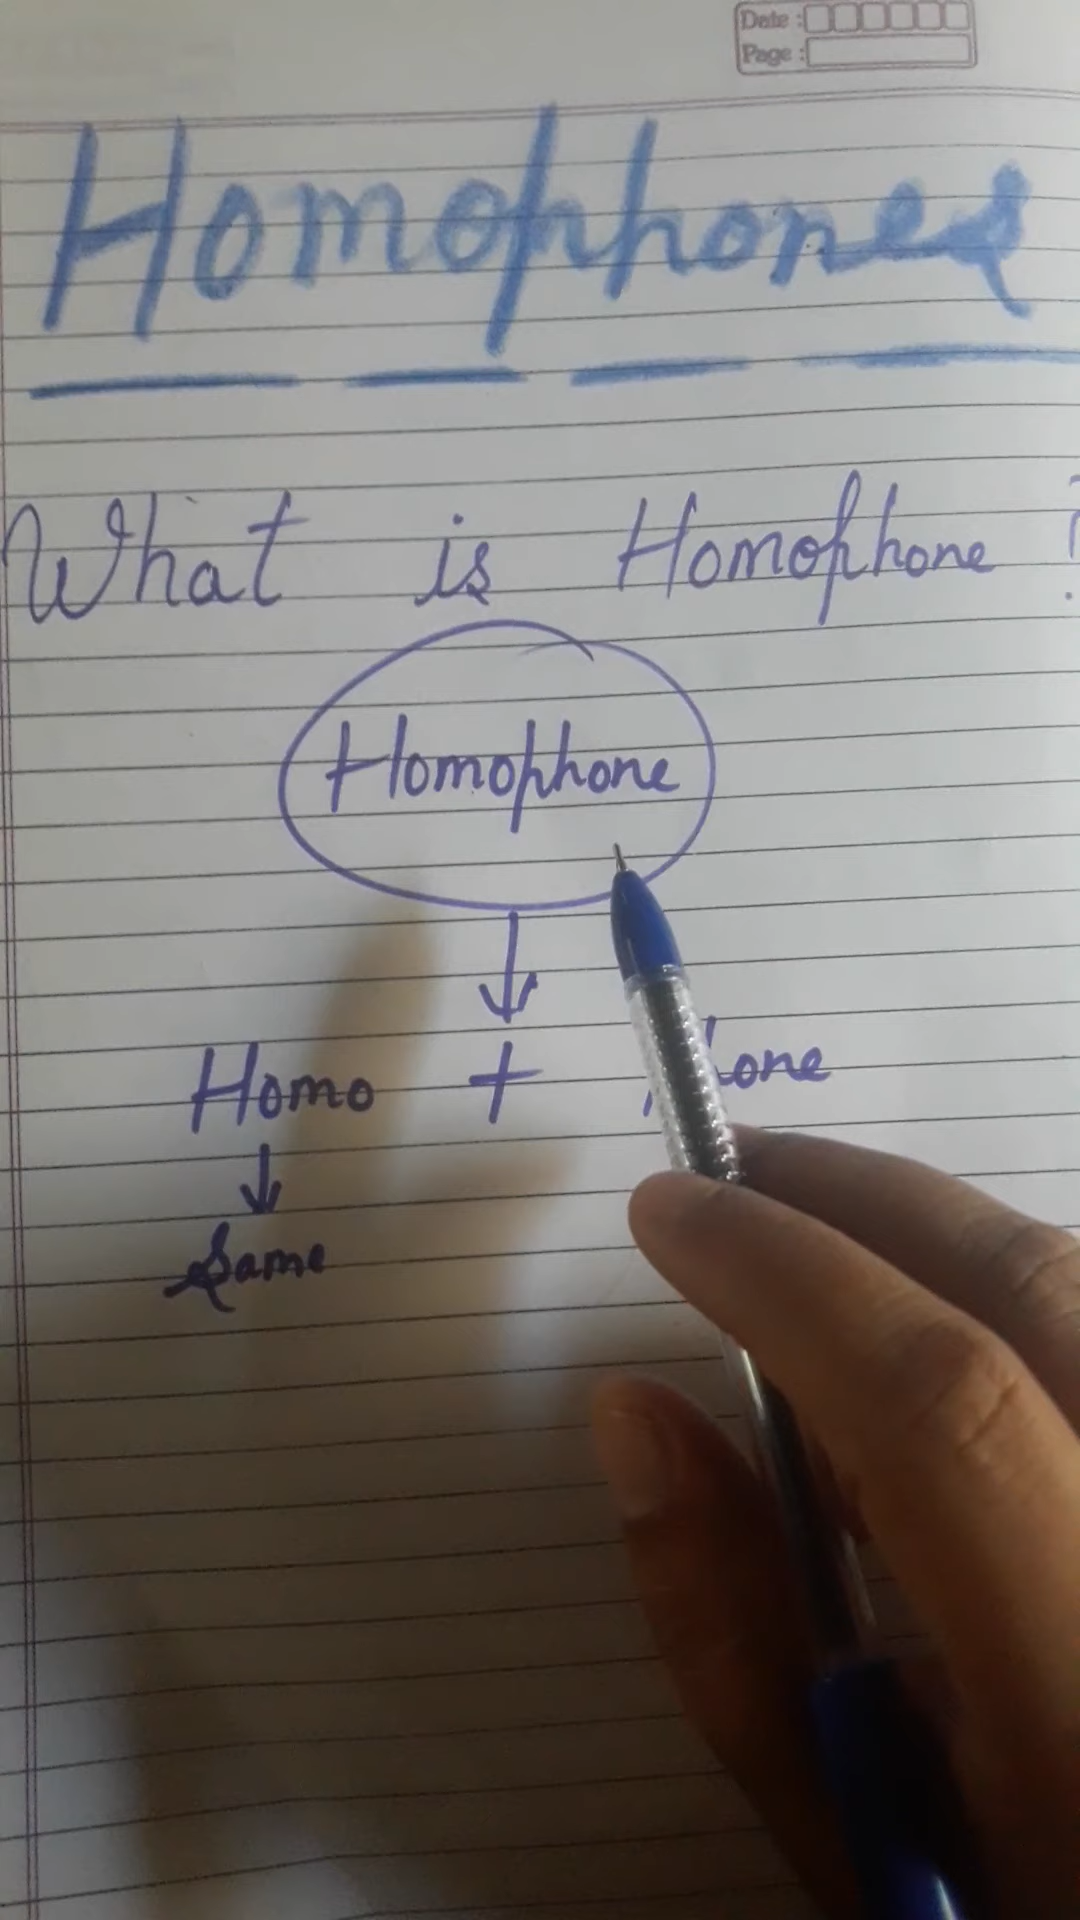 Date :
Page :
Homophones
What is Homophone ?
Homophone
Homo +
Same